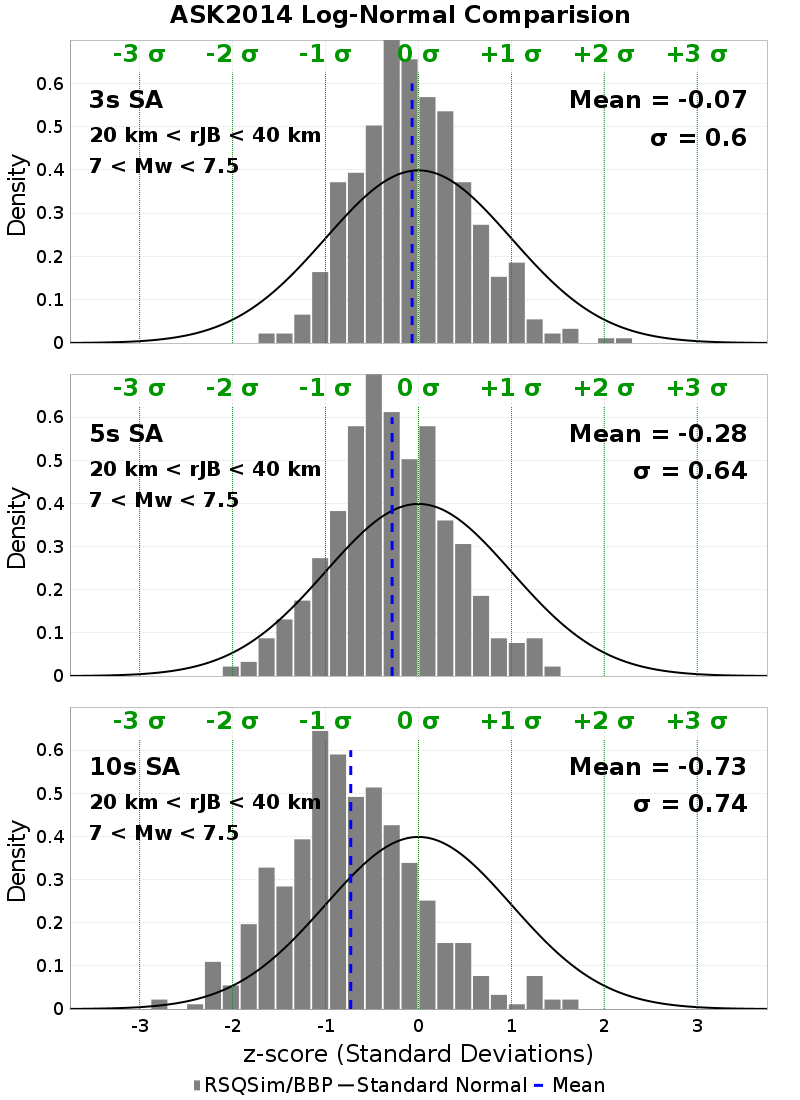 ASK2014 Log-Normal Comparision
-3 σ -2 σ -1 σ 0 σ +1 σ +2 σ +3 σ
3s SA
20 km < rJB < 40 km
7 < Mw < 7.5
Mean = -0.07
σ = 0.6
0.6
0.5
0.4
0.3
0.2
0.1
0
Density
-3 σ -2 σ -1 σ 0 σ +1 σ +2 σ +3 σ
5s SA
20 km < rJB < 40 km
7 < Mw < 7.5
Mean = -0.28
σ = 0.64
0.6
0.5
0.4
0.3
0.2
0.1
0
Density
-3 σ -2 σ -1 σ 0 σ +1 σ +2 σ +3 σ
10s SA
20 km < rJB < 40 km
7 < Mw < 7.5
Mean = -0.73
σ = 0.74
0.6
0.5
0.4
0.3
0.2
0.1
0
Density
-3 -2 -1 0 1 2 3
z-score (Standard Deviations)
RSQSim/BBP Standard Normal Mean